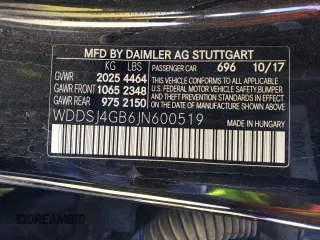 MFD BY DAIMLER AG STUTTGART
KG LBS PASSENGER CAR 696 10/17
GVWR 2025 4464
GAWR FRONT 1065 2348
GAWR REAR 975 2150
THIS VEHICLE CONFORMS TO ALL APPLICABLE FEDERAL MOTOR VEHICLE SAFETY, BUMPER, AND THEFT PREVENTION STANDARDS IN EFFECT ON THE DATE OF MANUFACTURE SHOWN ABOVE.
WDDSJ4GB6JN600519
MADE IN HUNGARY
DREAMBID